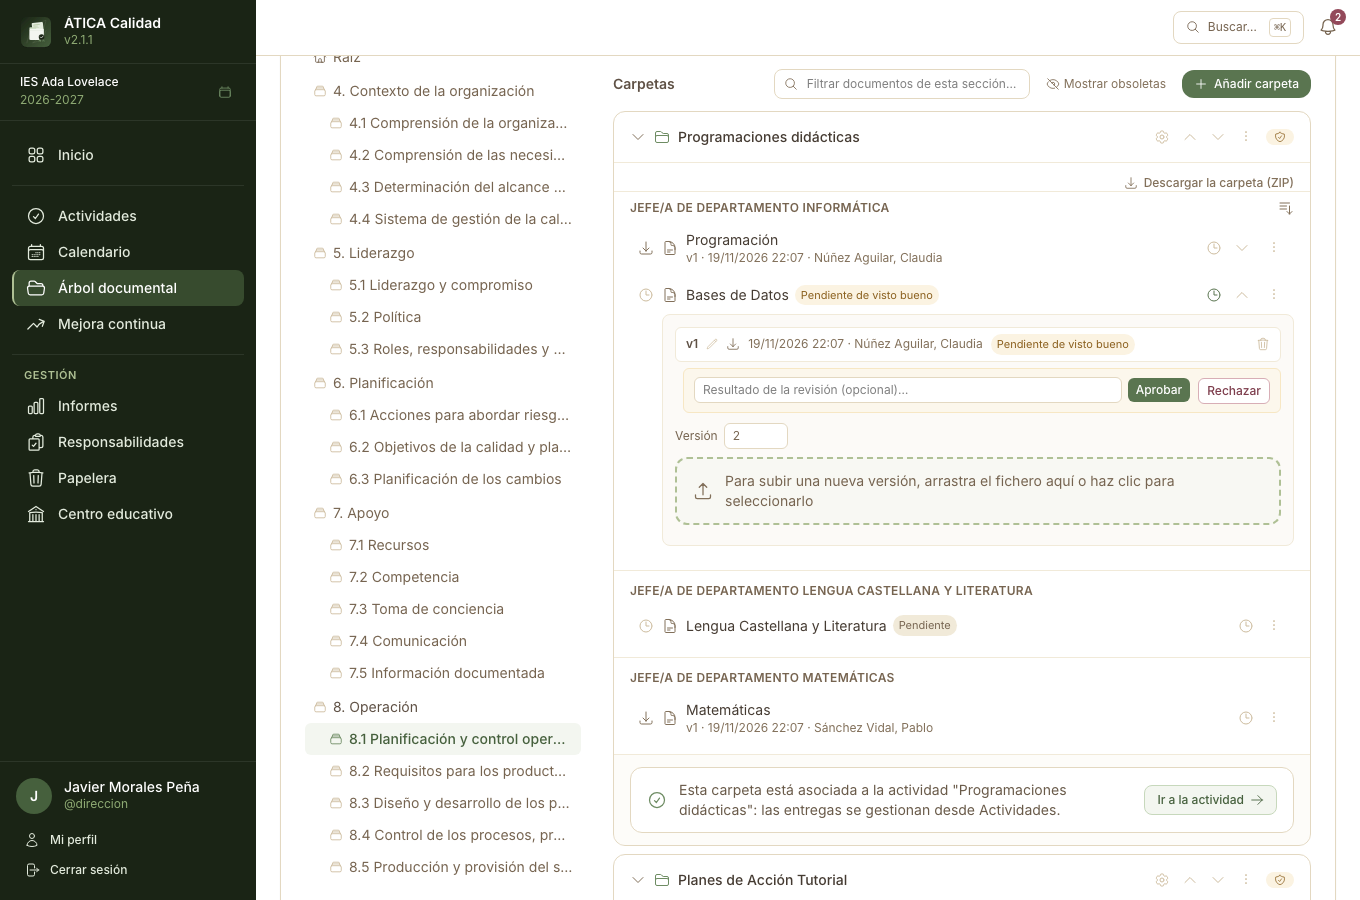 ÁTICA Calidad
v2.1.1
IES Ada Lovelace
2026-2027
Inicio
Actividades
Calendario
Árbol documental
Mejora continua
GESTIÓN
Informes
Responsabilidades
Papelera
Centro educativo
J
Javier Morales Peña
@direccion
Mi perfil
Cerrar sesión
Buscar...
⌘K
2
Raíz
4. Contexto de la organización
4.1 Comprensión de la organiza...
4.2 Comprensión de las necesi...
4.3 Determinación del alcance ...
4.4 Sistema de gestión de la cal...
5. Liderazgo
5.1 Liderazgo y compromiso
5.2 Política
5.3 Roles, responsabilidades y ...
6. Planificación
6.1 Acciones para abordar riesg...
6.2 Objetivos de la calidad y pla...
6.3 Planificación de los cambios
7. Apoyo
7.1 Recursos
7.2 Competencia
7.3 Toma de conciencia
7.4 Comunicación
7.5 Información documentada
8. Operación
8.1 Planificación y control oper...
8.2 Requisitos para los product...
8.3 Diseño y desarrollo de los p...
8.4 Control de los procesos, pr...
8.5 Producción y provisión del s...
Carpetas
Filtrar documentos de esta sección...
Mostrar obsoletas
Añadir carpeta
Programaciones didácticas
Descargar la carpeta (ZIP)
JEFE/A DE DEPARTAMENTO INFORMÁTICA
Programación
v1 · 19/11/2026 22:07 · Núñez Aguilar, Claudia
Bases de Datos Pendiente de visto bueno
v1 19/11/2026 22:07 · Núñez Aguilar, Claudia Pendiente de visto bueno
Resultado de la revisión (opcional)...
Aprobar
Rechazar
Versión 2
Para subir una nueva versión, arrastra el fichero aquí o haz clic para
seleccionarlo
JEFE/A DE DEPARTAMENTO LENGUA CASTELLANA Y LITERATURA
Lengua Castellana y Literatura Pendiente
JEFE/A DE DEPARTAMENTO MATEMÁTICAS
Matemáticas
v1 · 19/11/2026 22:07 · Sánchez Vidal, Pablo
Esta carpeta está asociada a la actividad "Programaciones
didácticas": las entregas se gestionan desde Actividades.
Ir a la actividad
Planes de Acción Tutorial